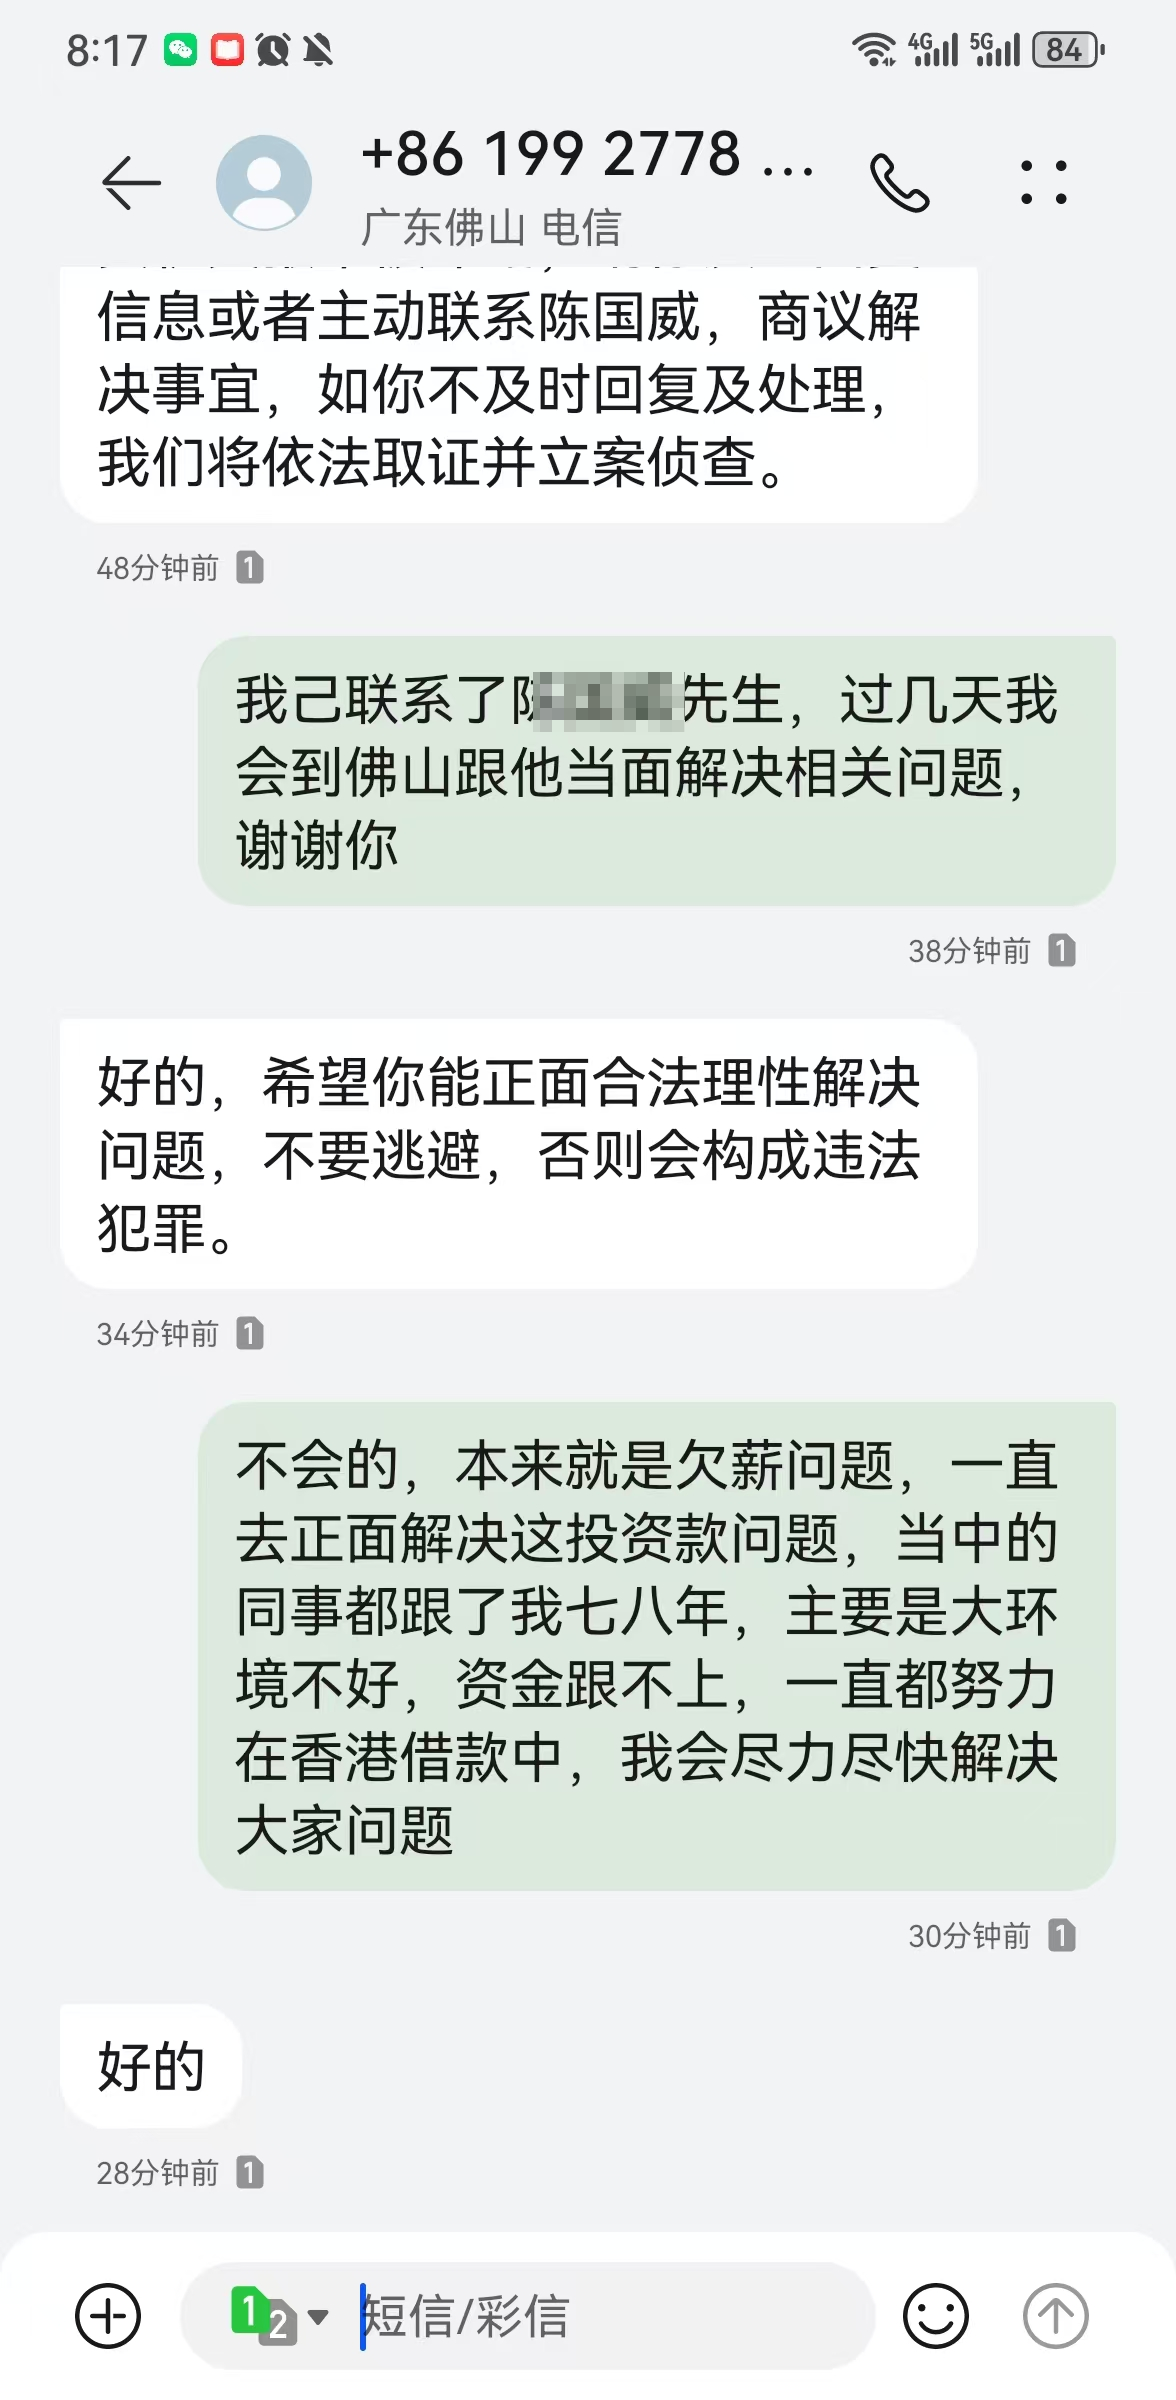 8:17
4G 5G 84
+86 199 2778 ...
广东佛山 电信
信息或者主动联系陈国威，商议解
决事宜，如你不及时回复及处理，
我们将依法取证并立案侦查。
48分钟前 1
我己联系了 先生，过几天我
会到佛山跟他当面解决相关问题，
谢谢你
38分钟前 1
好的，希望你能正面合法理性解决
问题，不要逃避，否则会构成违法
犯罪。
34分钟前 1
不会的，本来就是欠薪问题，一直
去正面解决这投资款问题，当中的
同事都跟了我七八年，主要是大环
境不好，资金跟不上，一直都努力
在香港借款中，我会尽力尽快解决
大家问题
30分钟前 1
好的
28分钟前 1
1 2 短信/彩信